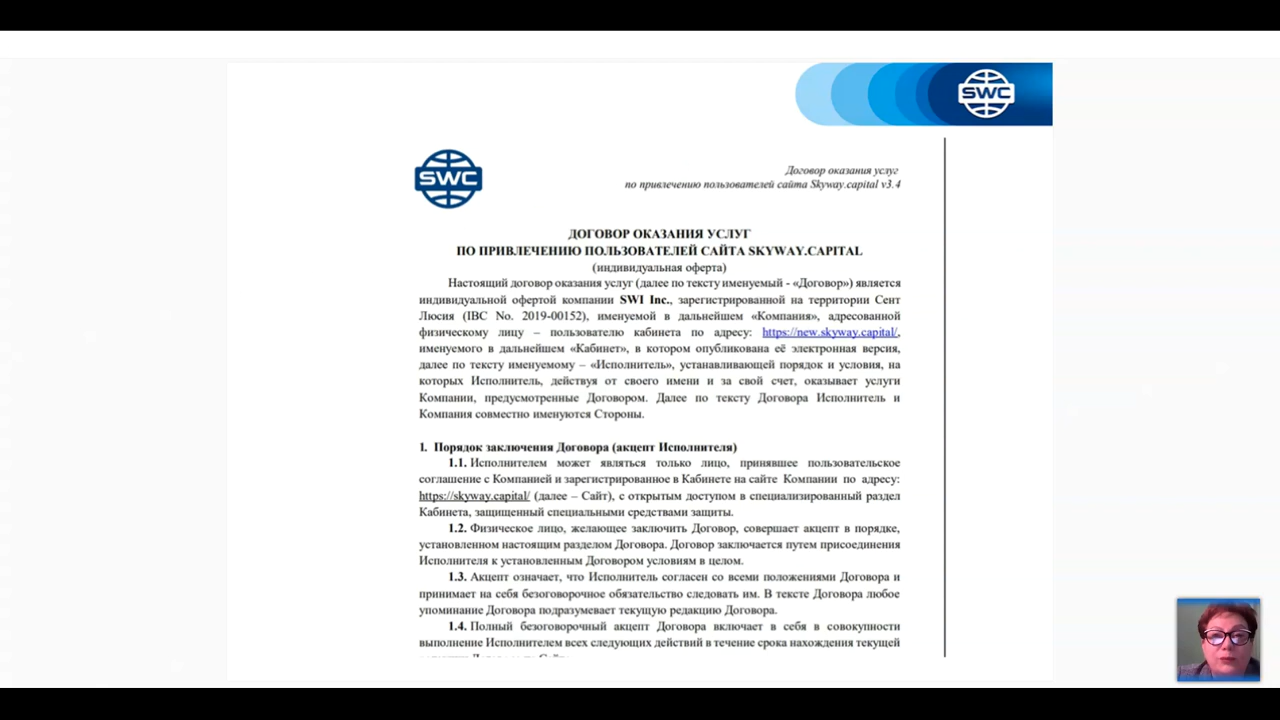 SWC
SWC
Договор оказания услуг
по привлечению пользователей сайта Skyway.capital v3.4
ДОГОВОР ОКАЗАНИЯ УСЛУГ
ПО ПРИВЛЕЧЕНИЮ ПОЛЬЗОВАТЕЛЕЙ САЙТА SKYWAY.CAPITAL
(индивидуальная оферта)
Настоящий договор оказания услуг (далее по тексту именуемый - «Договор») является
индивидуальной офертой компании SWI Inc., зарегистрированной на территории Сент
Люсия (IBC No. 2019-00152), именуемой в дальнейшем «Компания», адресованной
физическому лицу – пользователю кабинета по адресу: https://new.skyway.capital/,
именуемого в дальнейшем «Кабинет», в котором опубликована её электронная версия,
далее по тексту именуемому – «Исполнитель», устанавливающей порядок и условия, на
которых Исполнитель, действуя от своего имени и за свой счет, оказывает услуги
Компании, предусмотренные Договором. Далее по тексту Договора Исполнитель и
Компания совместно именуются Стороны.
1. Порядок заключения Договора (акцепт Исполнителя)
1.1. Исполнителем может являться только лицо, принявшее пользовательское
соглашение с Компанией и зарегистрированное в Кабинете на сайте Компании по адресу:
https://skyway.capital/ (далее – Сайт), с открытым доступом в специализированный раздел
Кабинета, защищенный специальными средствами защиты.
1.2. Физическое лицо, желающее заключить Договор, совершает акцепт в порядке,
установленном настоящим разделом Договора. Договор заключается путем присоединения
Исполнителя к установленным Договором условиям в целом.
1.3. Акцепт означает, что Исполнитель согласен со всеми положениями Договора и
принимает на себя безоговорочное обязательство следовать им. В тексте Договора любое
упоминание Договора подразумевает текущую редакцию Договора.
1.4. Полный безоговорочный акцепт Договора включает в себя в совокупности
выполнение Исполнителем всех следующих действий в течение срока нахождения текущей